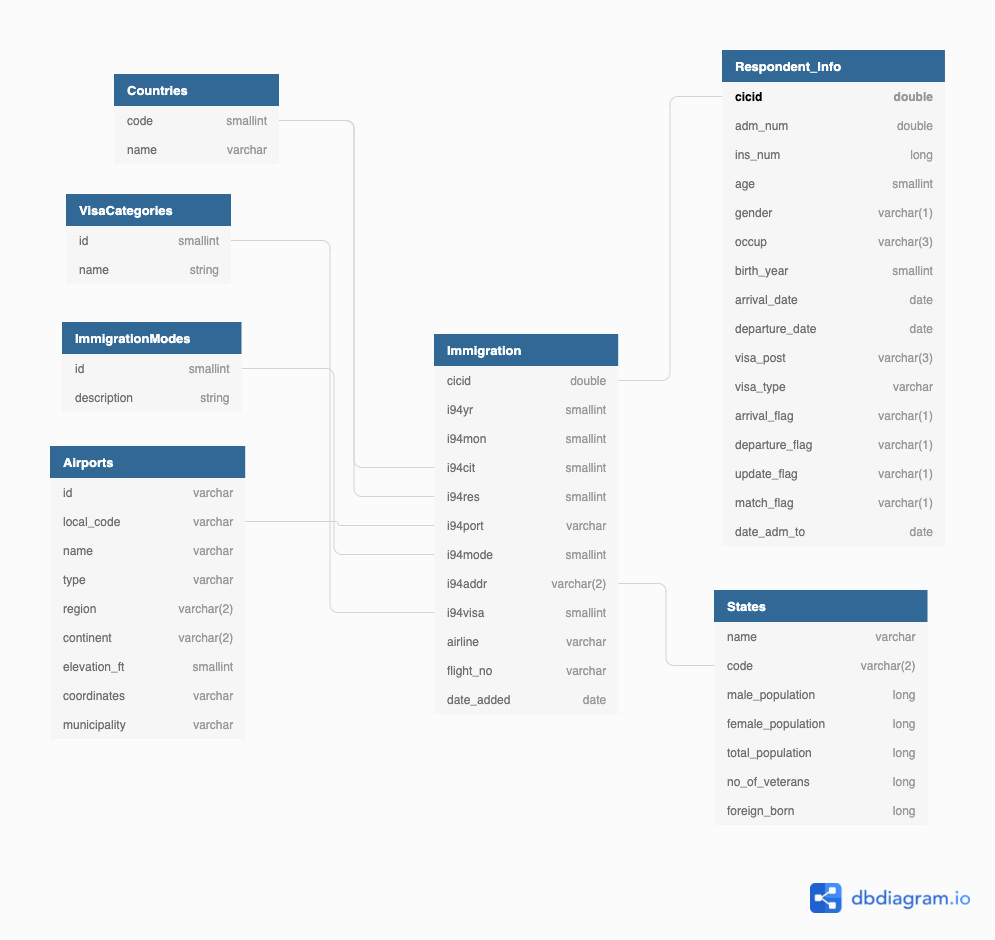 Countries
code smallint
name varchar
VisaCategories
id smallint
name string
ImmigrationModes
id smallint
description string
Airports
id varchar
local_code varchar
name varchar
type varchar
region varchar(2)
continent varchar(2)
elevation_ft smallint
coordinates varchar
municipality varchar
Immigration
cicid double
i94yr smallint
i94mon smallint
i94cit smallint
i94res smallint
i94port varchar
i94mode smallint
i94addr varchar(2)
i94visa smallint
airline varchar
flight_no varchar
date_added date
Respondent_Info
cicid double
adm_num double
ins_num long
age smallint
gender varchar(1)
occup varchar(3)
birth_year smallint
arrival_date date
departure_date date
visa_post varchar(3)
visa_type varchar
arrival_flag varchar(1)
departure_flag varchar(1)
update_flag varchar(1)
match_flag varchar(1)
date_adm_to date
States
name varchar
code varchar(2)
male_population long
female_population long
total_population long
no_of_veterans long
foreign_born long
dbdiagram.io